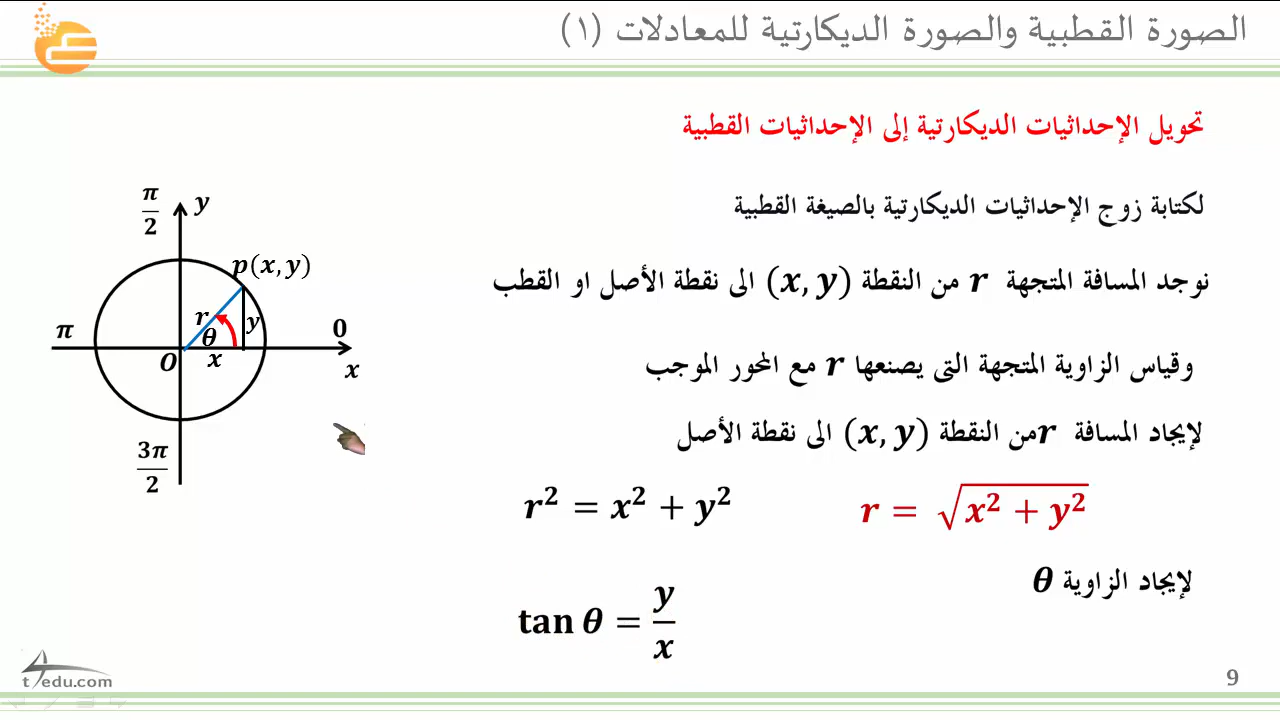 الصورة القطبية والصورة الديكارتية للمعادلات (١)
تحويل الإحداثيات الديكارتية إلى الإحداثيات القطبية
لكتابة زوج الإحداثيات الديكارتية بالصيغة القطبية
نوجد المسافة المتجهة r من النقطة (x, y) الى نقطة الأصل او القطب
وقياس الزاوية المتجهة التى يصنعها r مع المحور الموجب
لإيجاد المسافة r من النقطة (x, y) الى نقطة الأصل
r = √(x² + y²)
r² = x² + y²
لإيجاد الزاوية θ
tan θ = y/x
π/2
y
p(x, y)
π
r
θ
y
0
O
x
x
3π/2
t4edu.com
9